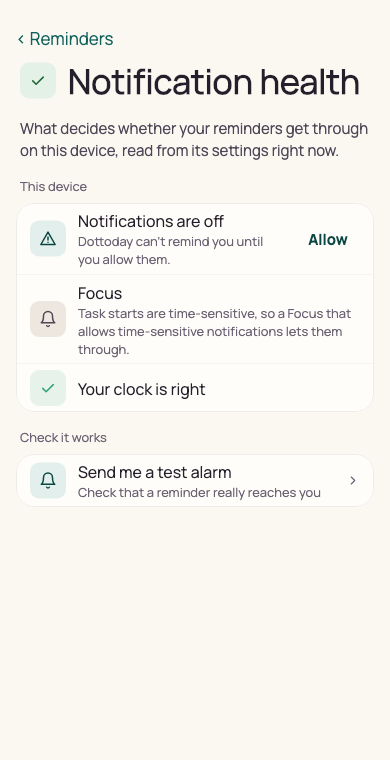 Reminders
Notification health
What decides whether your reminders get through
on this device, read from its settings right now.
This device
Notifications are off
Dottoday can't remind you until
you allow them.
Allow
Focus
Task starts are time-sensitive, so a Focus that
allows time-sensitive notifications lets them
through.
Your clock is right
Check it works
Send me a test alarm
Check that a reminder really reaches you